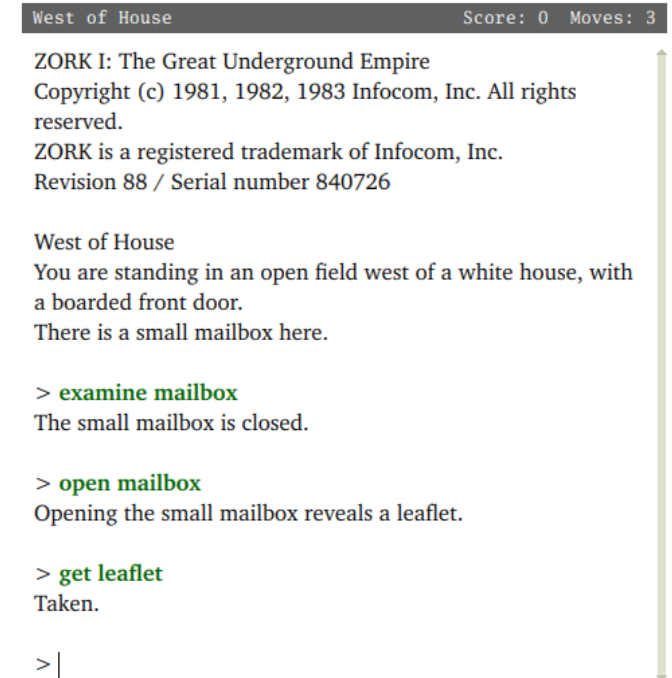 West of House Score: 0 Moves: 3
ZORK I: The Great Underground Empire
Copyright (c) 1981, 1982, 1983 Infocom, Inc. All rights
reserved.
ZORK is a registered trademark of Infocom, Inc.
Revision 88 / Serial number 840726
West of House
You are standing in an open field west of a white house, with
a boarded front door.
There is a small mailbox here.
> examine mailbox
The small mailbox is closed.
> open mailbox
Opening the small mailbox reveals a leaflet.
> get leaflet
Taken.
>